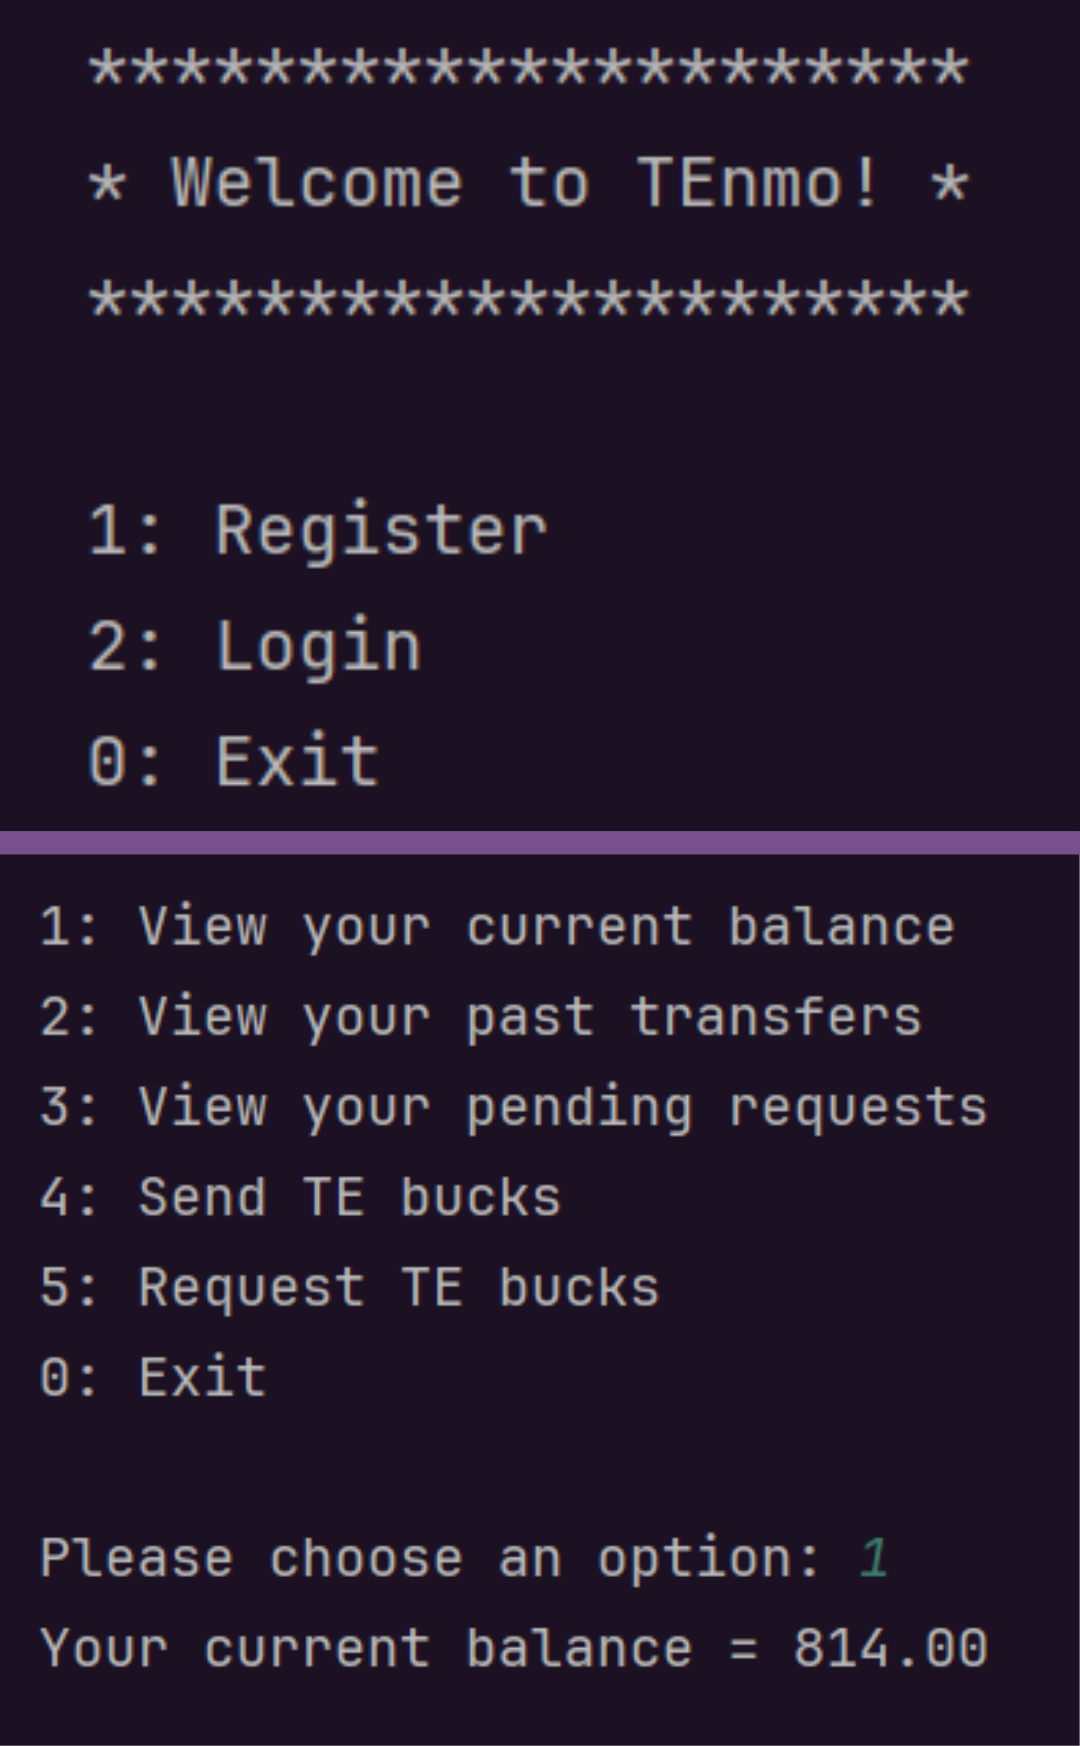 *********************
* Welcome to TEnmo! *
*********************
1: Register
2: Login
0: Exit
1: View your current balance
2: View your past transfers
3: View your pending requests
4: Send TE bucks
5: Request TE bucks
0: Exit
Please choose an option: 1
Your current balance = 814.00